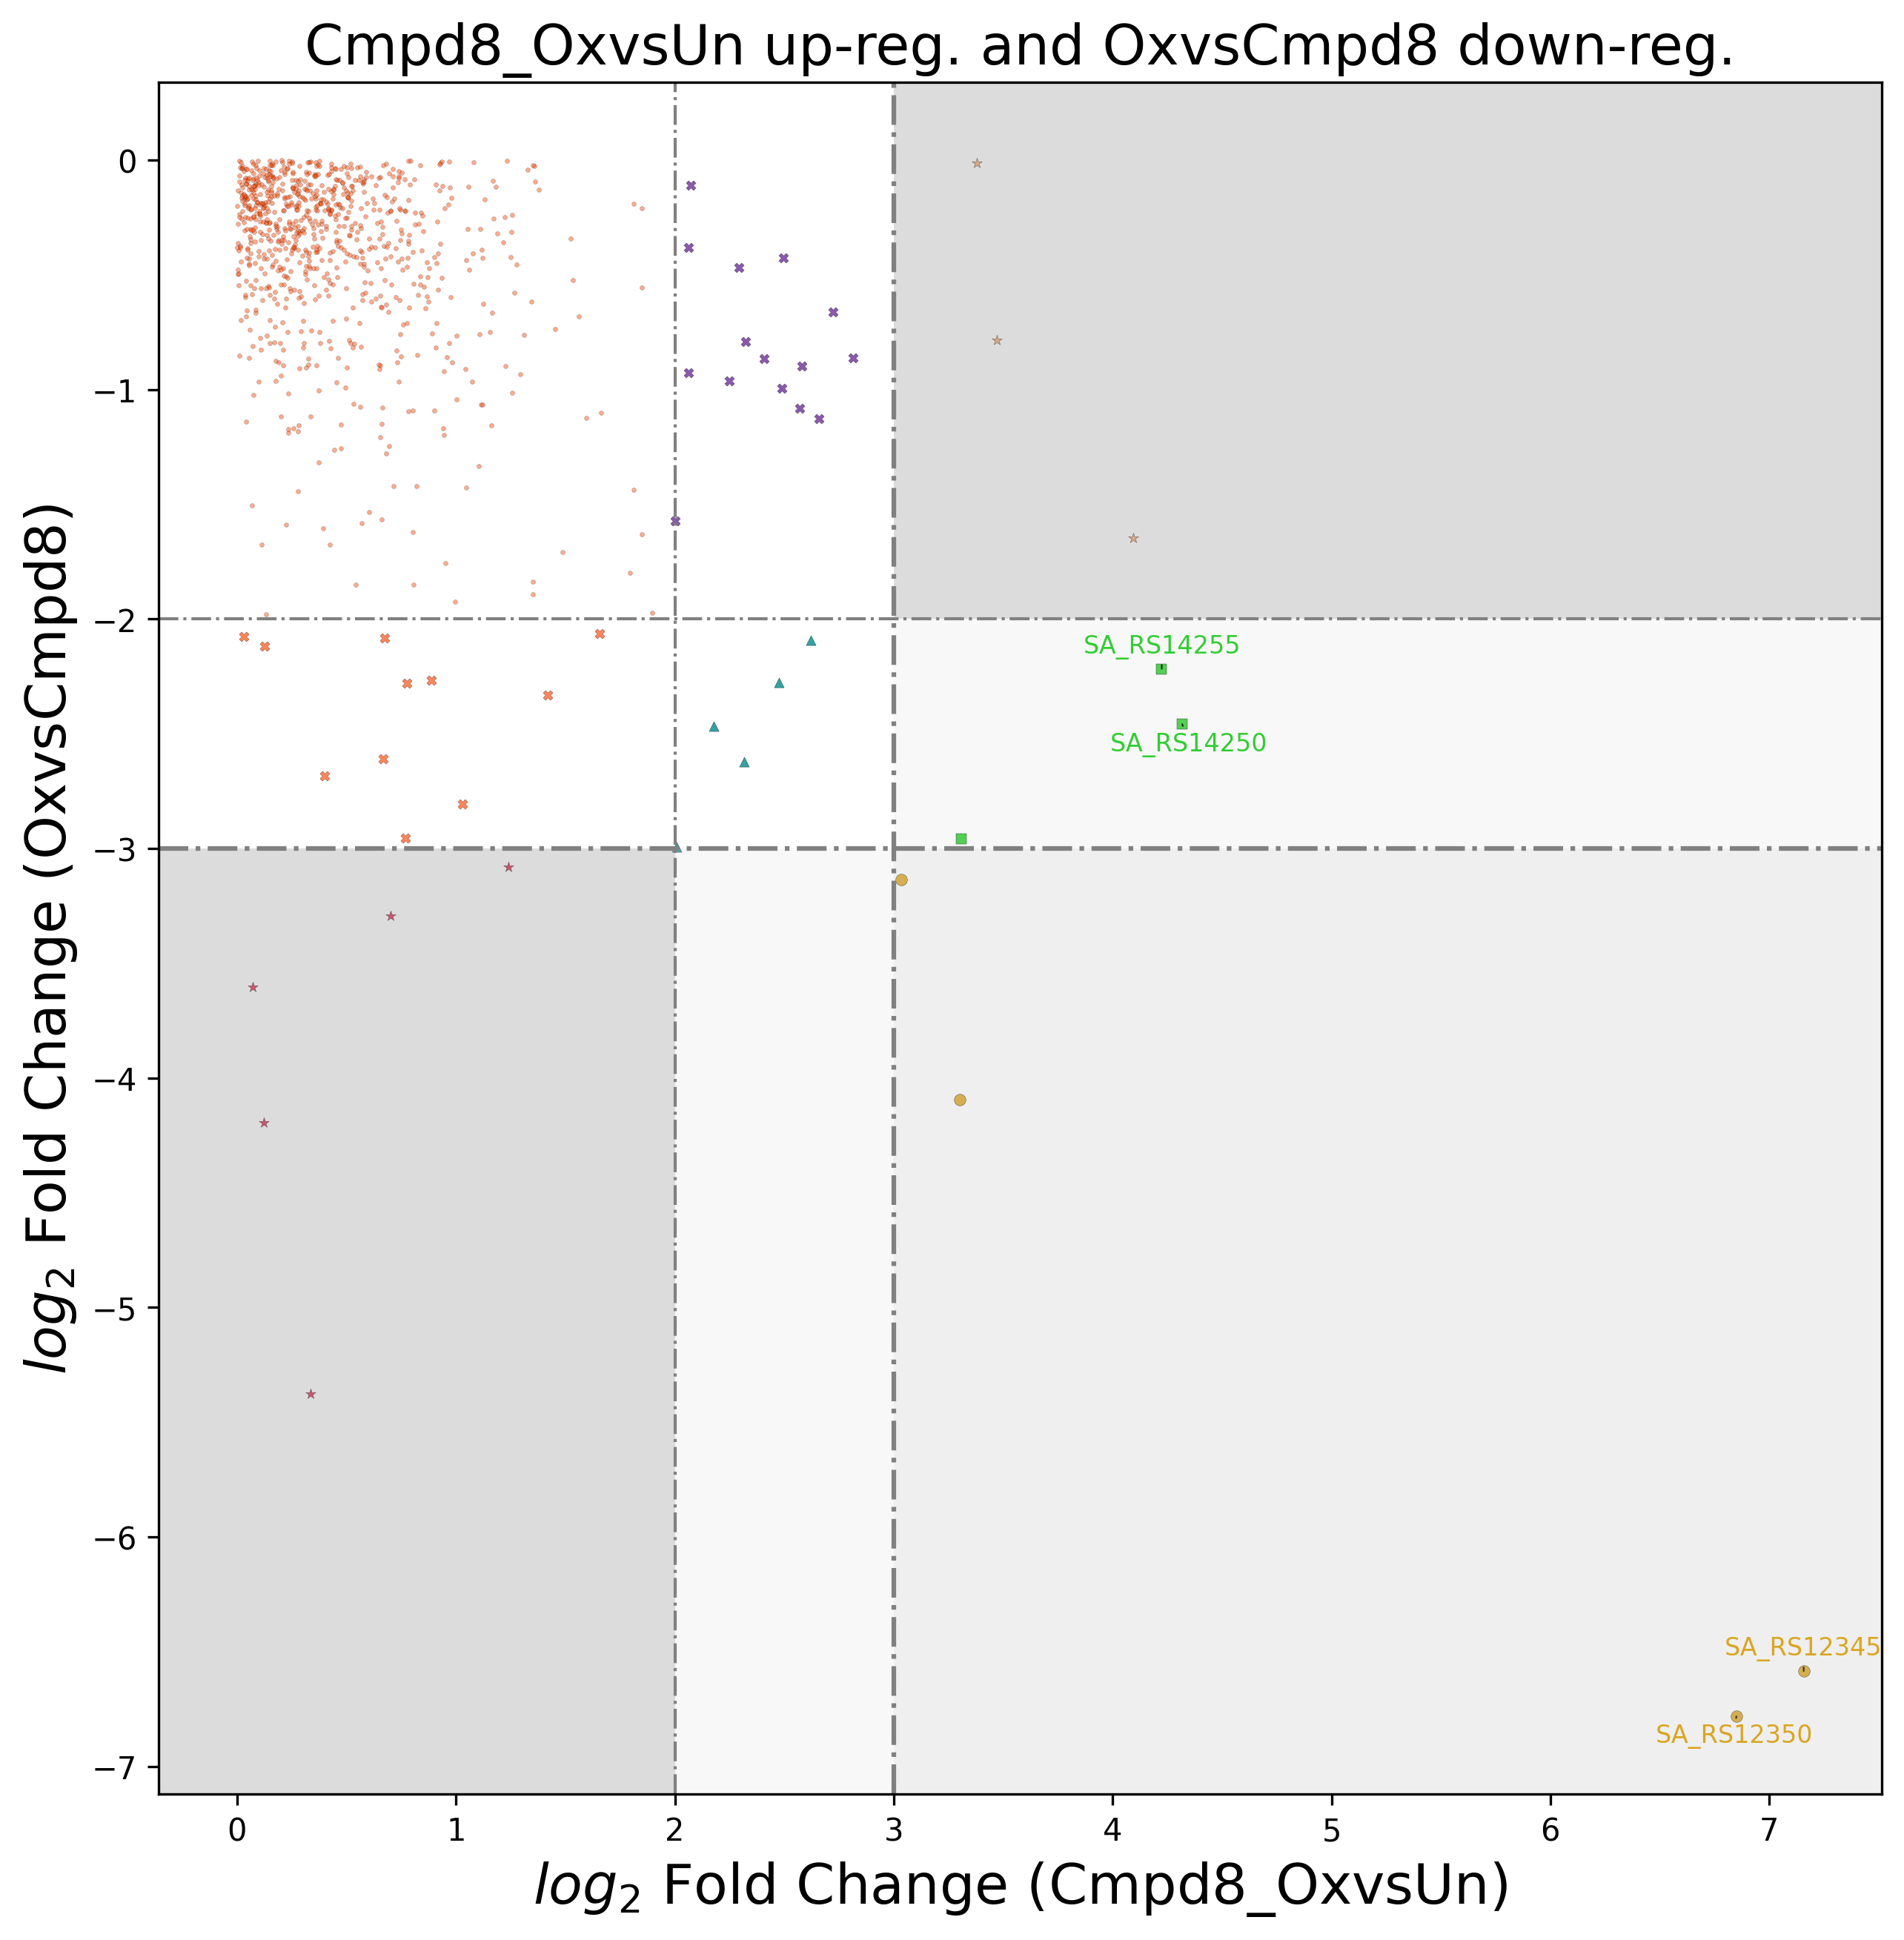 Cmpd8_OxvsUn up-reg. and OxvsCmpd8 down-reg.
log2 Fold Change (OxvsCmpd8)
0
−1
−2
−3
−4
−5
−6
−7
SA_RS14255
SA_RS14250
SA_RS12345
SA_RS12350
0 1 2 3 4 5 6 7
log2 Fold Change (Cmpd8_OxvsUn)